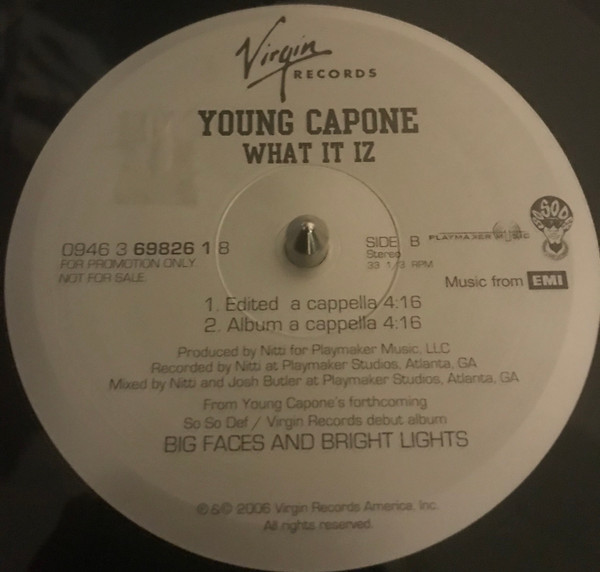 Virgin
RECORDS
YOUNG CAPONE
WHAT IT IZ
0946 3 69826 1 8
FOR PROMOTION ONLY.
NOT FOR SALE.
SIDE B
Stereo
33 1/3 RPM
PLAYMAKER MUSIC
SO SO DEF
Music from EMI
1. Edited a cappella 4:16
2. Album a cappella 4:16
Produced by Nitti for Playmaker Music, LLC
Recorded by Nitti at Playmaker Studios, Atlanta, GA
Mixed by Nitti and Josh Butler at Playmaker Studios, Atlanta, GA
From Young Capone's forthcoming
So So Def / Virgin Records debut album
BIG FACES AND BRIGHT LIGHTS
℗ & © 2006 Virgin Records America, Inc.
All rights reserved.